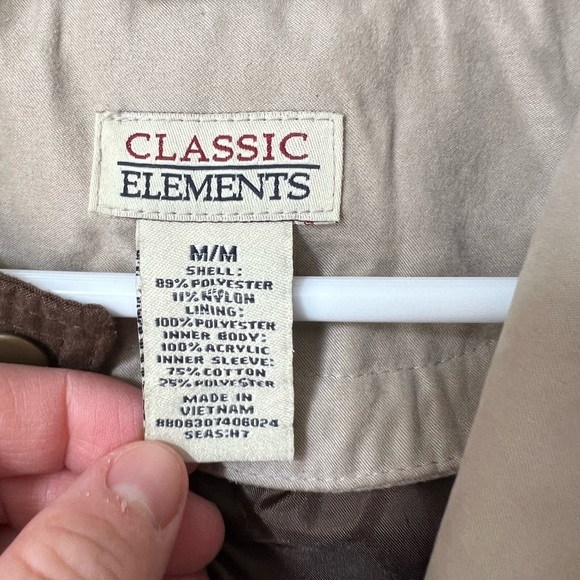 CLASSIC
ELEMENTS
M/M
SHELL:
89% POLYESTER
11% NYLON
LINING:
100% POLYESTER
INNER BODY:
100% ACRYLIC
INNER SLEEVE:
75% COTTON
25% POLYESTER
MADE IN
VIETNAM
8806307406024
SEAS:H7